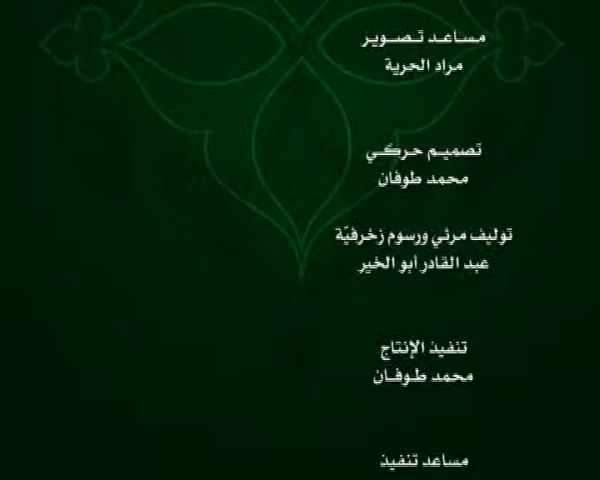 مساعد تصوير
مراد الحرية
تصميم حركي
محمد طوفان
توليف مرئي ورسوم زخرفيّة
عبد القادر أبو الخير
تنفيذ الإنتاج
محمد طوفان
مساعد تنفيذ